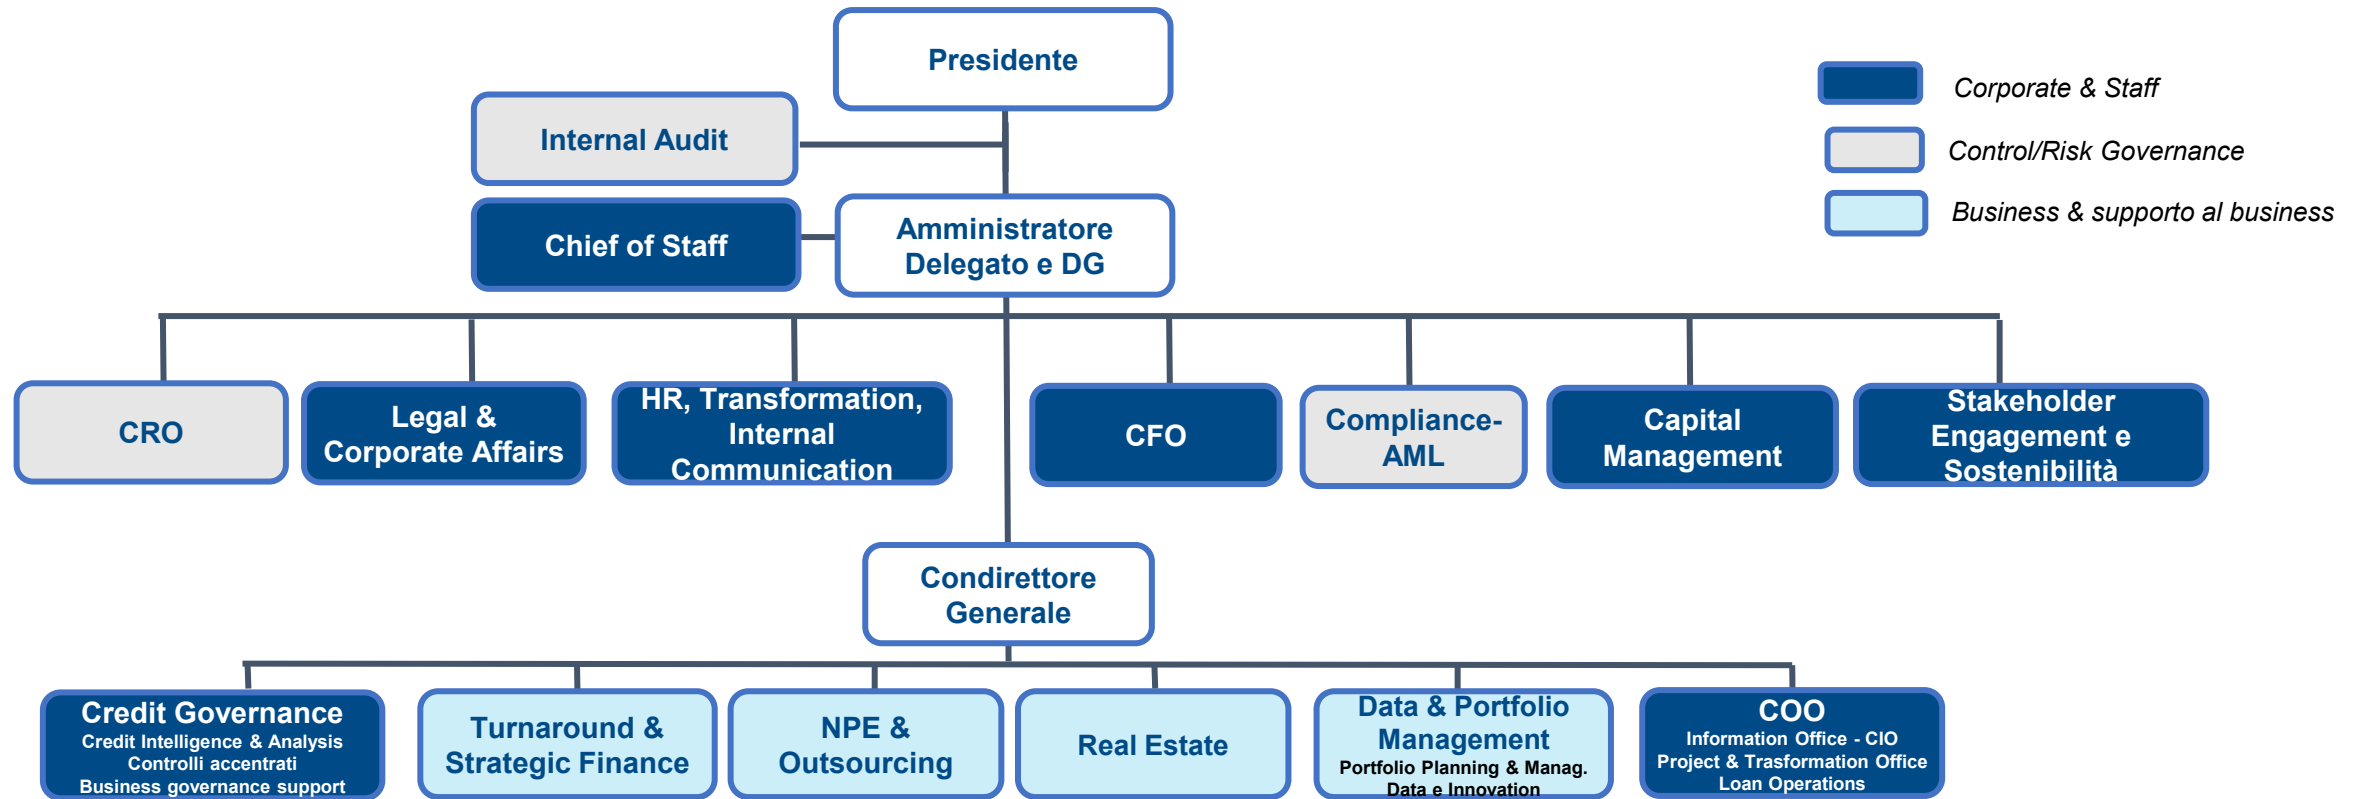 Presidente
Corporate & Staff
Internal Audit
Control/Risk Governance
Business & supporto al business
Chief of Staff
Amministratore
Delegato e DG
CRO
Legal &
Corporate Affairs
HR, Transformation,
Internal
Communication
CFO
Compliance-
AML
Capital
Management
Stakeholder
Engagement e
Sostenibilità
Condirettore
Generale
Credit Governance
Credit Intelligence & Analysis
Controlli accentrati
Business governance support
Turnaround &
Strategic Finance
NPE &
Outsourcing
Real Estate
Data & Portfolio
Management
Portfolio Planning & Manag.
Data e Innovation
COO
Information Office - CIO
Project & Trasformation Office
Loan Operations